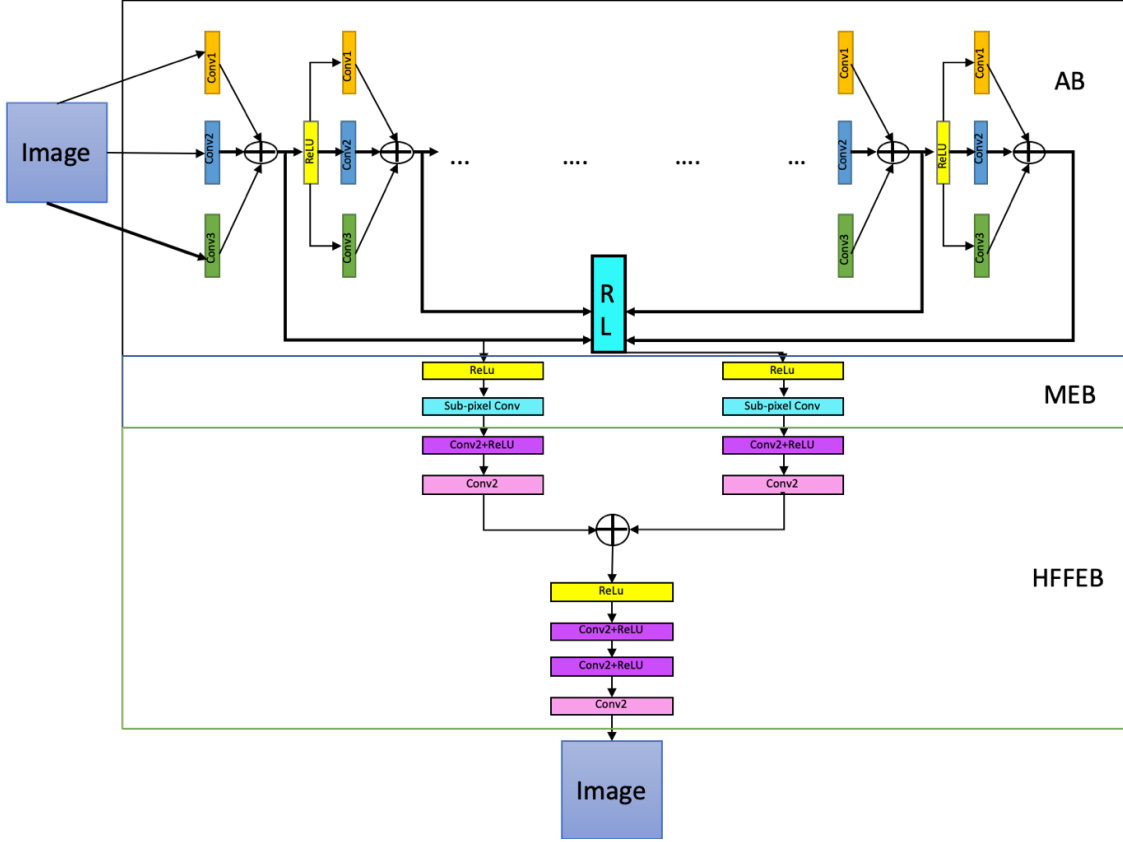 Conv1
Conv1
Conv1
Conv1
AB
Image
Conv2
ReLU
Conv2
...
....
....
...
Conv2
ReLU
Conv2
Conv3
Conv3
Conv3
Conv3
R
L
ReLu
ReLu
MEB
Sub-pixel Conv
Sub-pixel Conv
Conv2+ReLU
Conv2+ReLU
Conv2
Conv2
HFFEB
ReLu
Conv2+ReLU
Conv2+ReLU
Conv2
Image